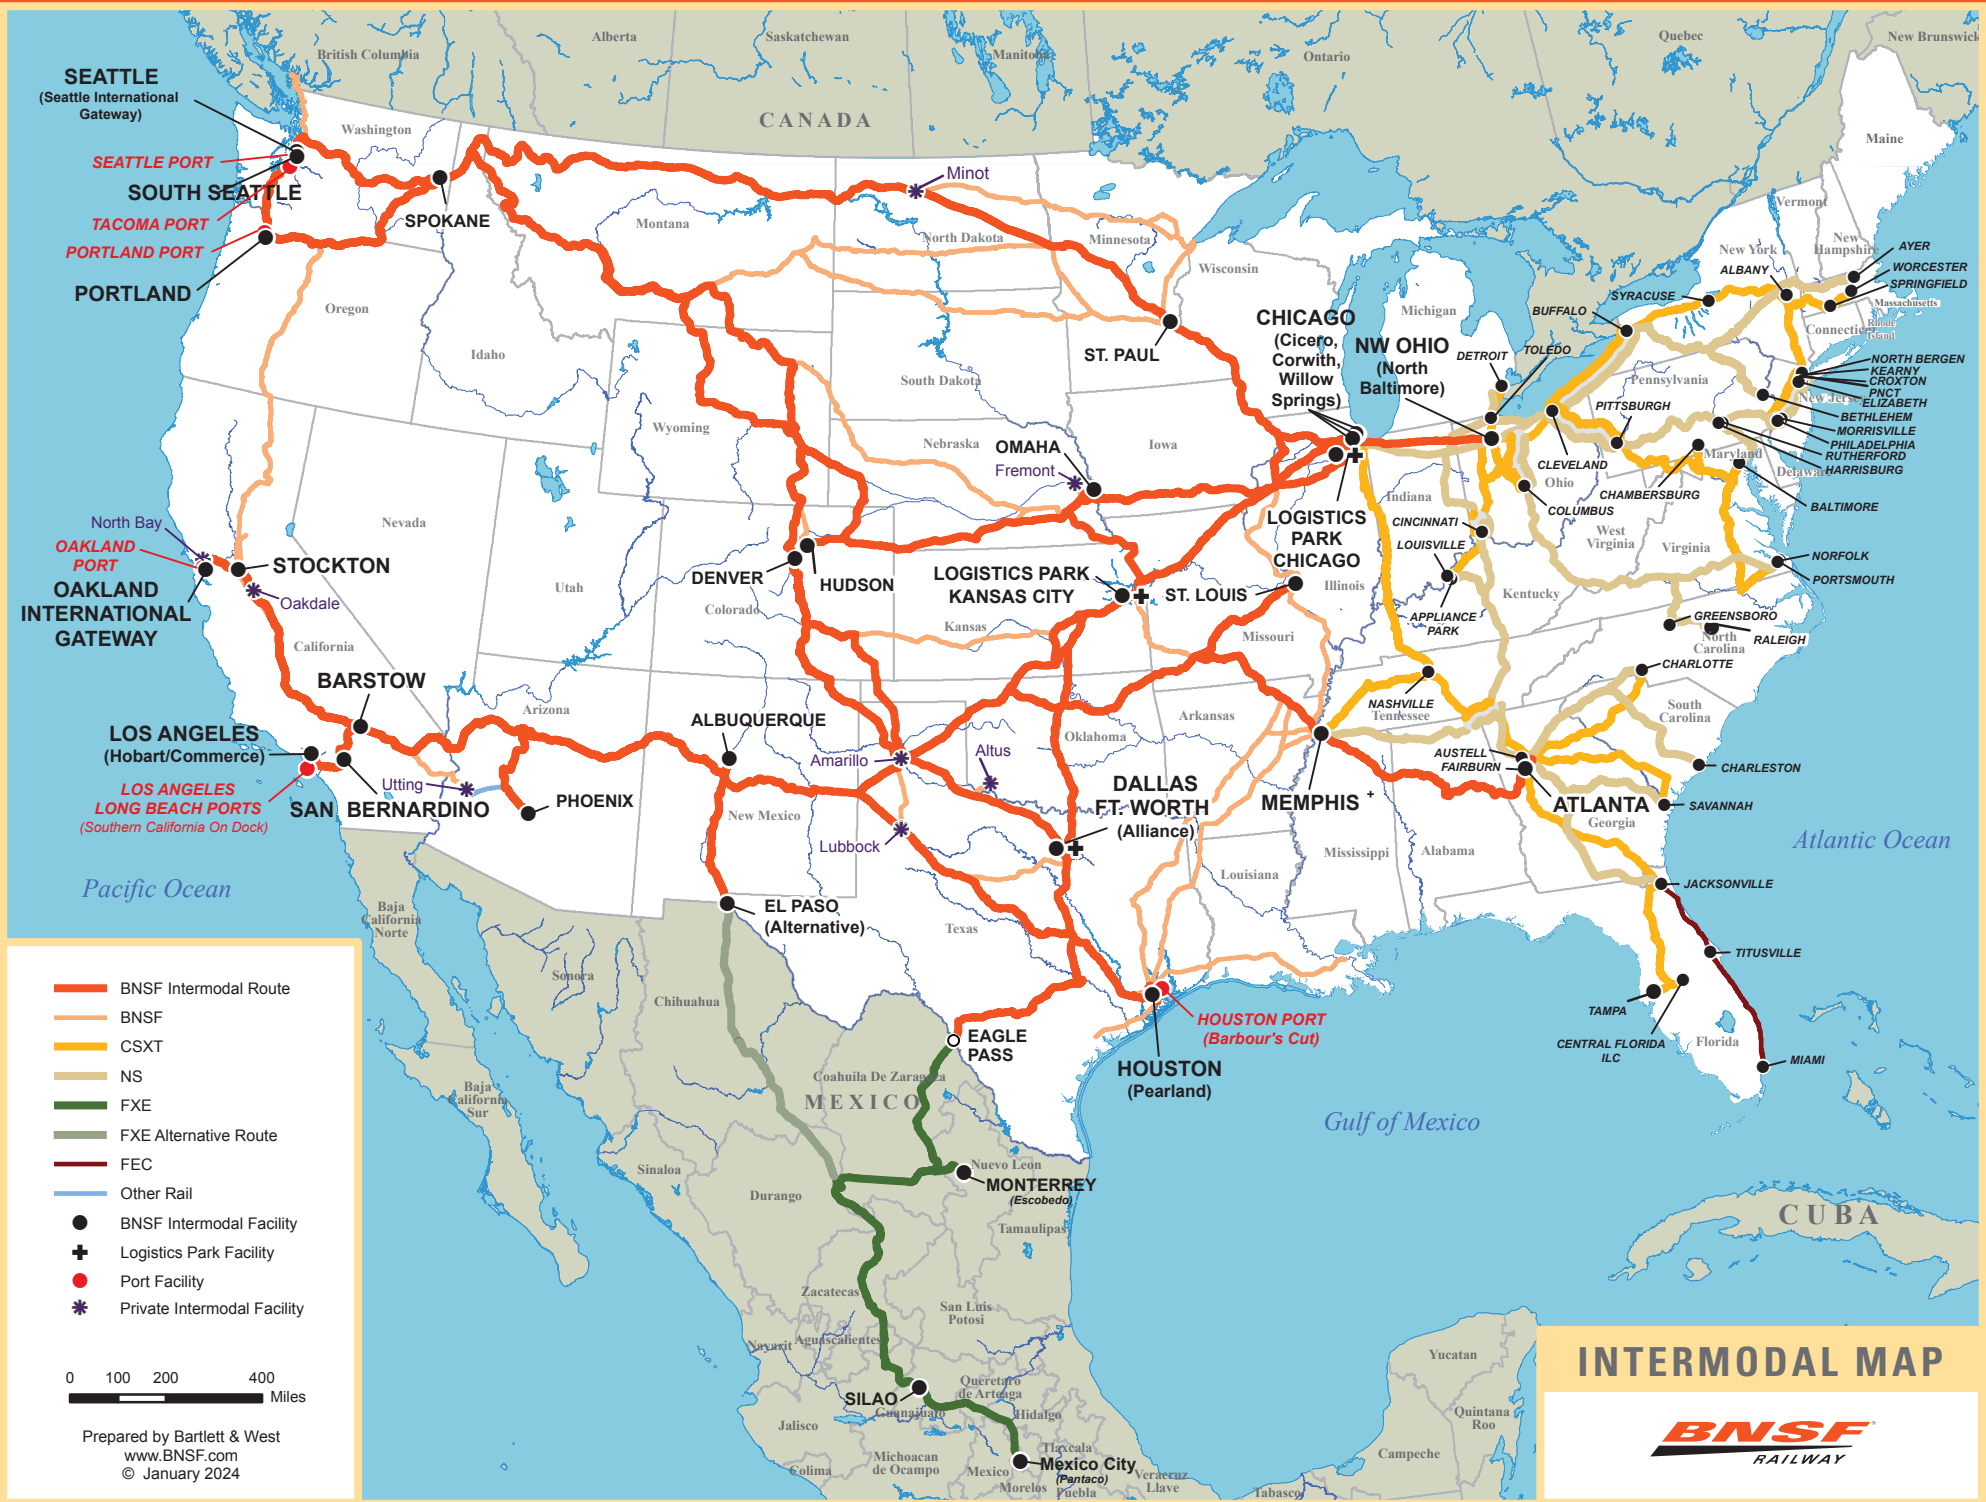 British Columbia
Alberta
Saskatchewan
Manitoba
Ontario
Quebec
New Brunswick
CANADA
SEATTLE
(Seattle International
Gateway)
SEATTLE PORT
SOUTH SEATTLE
TACOMA PORT
PORTLAND PORT
PORTLAND
Washington
SPOKANE
Oregon
Idaho
Montana
Minot
North Dakota
Minnesota
South Dakota
Wyoming
Nebraska
Wisconsin
Michigan
Iowa
ST. PAUL
OMAHA
Fremont
CHICAGO
(Cicero,
Corwith,
Willow
Springs)
NW OHIO
(North
Baltimore)
DETROIT
TOLEDO
BUFFALO
SYRACUSE
ALBANY
New York
Vermont
New
Hampshire
Maine
AYER
WORCESTER
SPRINGFIELD
Massachusetts
Connecticut
Rhode
Island
NORTH BERGEN
KEARNY
CROXTON
PNCT
ELIZABETH
New Jersey
BETHLEHEM
MORRISVILLE
PHILADELPHIA
RUTHERFORD
HARRISBURG
Pennsylvania
PITTSBURGH
CLEVELAND
Ohio
Maryland
Delaware
CHAMBERSBURG
COLUMBUS
BALTIMORE
Indiana
CINCINNATI
LOUISVILLE
West
Virginia
Virginia
NORFOLK
PORTSMOUTH
Kentucky
APPLIANCE
PARK
GREENSBORO
RALEIGH
North
Carolina
CHARLOTTE
South
Carolina
NASHVILLE
Tennessee
AUSTELL
FAIRBURN
ATLANTA
Georgia
CHARLESTON
SAVANNAH
JACKSONVILLE
TITUSVILLE
TAMPA
CENTRAL FLORIDA
ILC
Florida
MIAMI
Atlantic Ocean
LOGISTICS
PARK
CHICAGO
Illinois
ST. LOUIS
Missouri
LOGISTICS PARK
KANSAS CITY
Kansas
DENVER
HUDSON
Colorado
Utah
Nevada
North Bay
OAKLAND
PORT
OAKLAND
INTERNATIONAL
GATEWAY
STOCKTON
Oakdale
California
BARSTOW
LOS ANGELES
(Hobart/Commerce)
LOS ANGELES
LONG BEACH PORTS
(Southern California On Dock)
SAN BERNARDINO
Utting
Arizona
PHOENIX
ALBUQUERQUE
New Mexico
Amarillo
Altus
Lubbock
Oklahoma
Arkansas
MEMPHIS +
Mississippi
Alabama
Louisiana
DALLAS
FT. WORTH
(Alliance)
Texas
EL PASO
(Alternative)
EAGLE
PASS
HOUSTON PORT
(Barbour's Cut)
HOUSTON
(Pearland)
Gulf of Mexico
Pacific Ocean
Baja
California
Norte
Baja
California
Sur
Sonora
Chihuahua
Coahuila De Zaragoza
MEXICO
Sinaloa
Durango
Nuevo Leon
MONTERREY
(Escobedo)
Tamaulipas
Zacatecas
San Luis
Potosi
Nayarit
Aguascalientes
SILAO
Guanajuato
Queretaro
de Arteaga
Hidalgo
Jalisco
Tlaxcala
Mexico City
(Pantaco)
Colima
Michoacan
de Ocampo
Mexico
Morelos
Puebla
Veracruz
Llave
Tabasco
Campeche
Yucatan
Quintana
Roo
CUBA
BNSF Intermodal Route
BNSF
CSXT
NS
FXE
FXE Alternative Route
FEC
Other Rail
BNSF Intermodal Facility
Logistics Park Facility
Port Facility
Private Intermodal Facility
0 100 200 400
Miles
Prepared by Bartlett & West
www.BNSF.com
© January 2024
INTERMODAL MAP
BNSF
RAILWAY